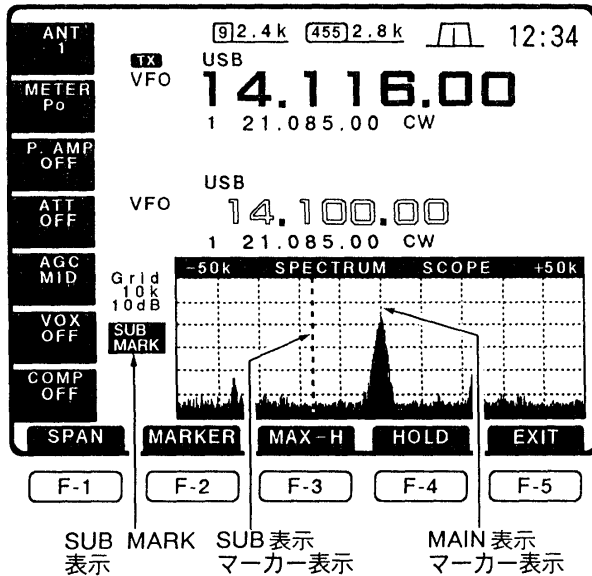 ANT
1
9 2.4k 455 2.8k 12:34
METER
Po
TX
VFO
USB
14.116.00
1 21.085.00 CW
P. AMP
OFF
ATT
OFF
VFO
USB
14.100.00
1 21.085.00 CW
AGC
MID
-50k SPECTRUM SCOPE +50k
Grid
10k
10dB
VOX
OFF
SUB
MARK
COMP
OFF
SPAN MARKER MAX-H HOLD EXIT
F-1 F-2 F-3 F-4 F-5
SUB MARK
表示
SUB表示
マーカー表示
MAIN表示
マーカー表示